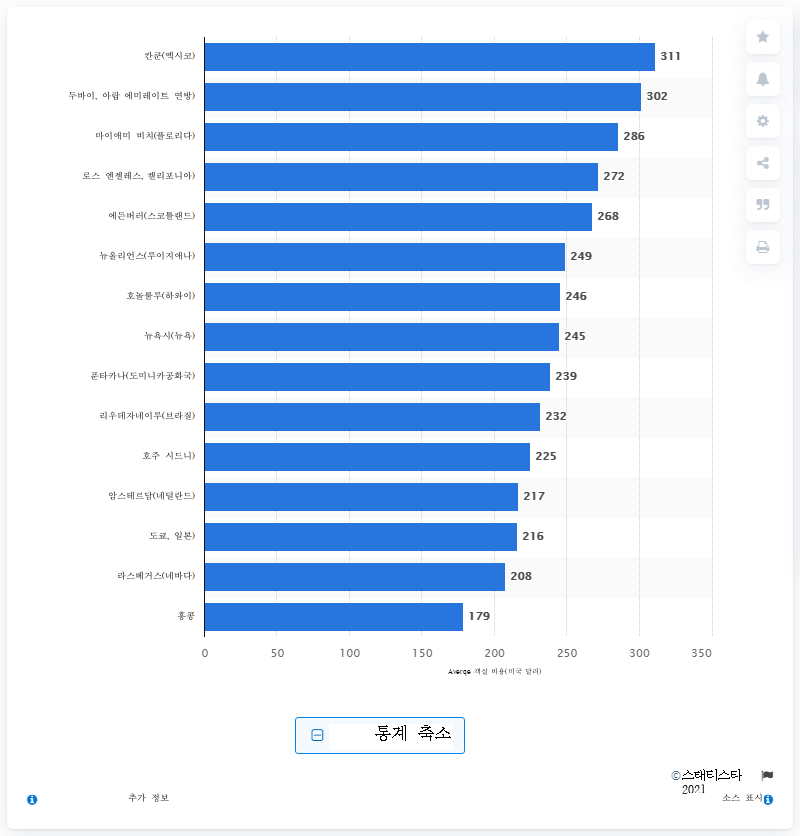 칸쿤(멕시코) 311
두바이, 아랍 에미레이트 연방) 302
마이애미 비치(플로리다) 286
로스 엔젤레스, 캘리포니아) 272
에든버러(스코틀랜드) 268
뉴올리언스(루이지애나) 249
호놀룰루(하와이) 246
뉴욕시(뉴욕) 245
푼타카나(도미니카공화국) 239
리우데자네이루(브라질) 232
호주 시드니) 225
암스테르담(네덜란드) 217
도쿄, 일본) 216
라스베거스(네바다) 208
홍콩 179
0 50 100 150 200 250 300 350
Averqe 객실 비용(미국 달러)
통계 축소
©스태티스타
2021
추가 정보 소스 표시